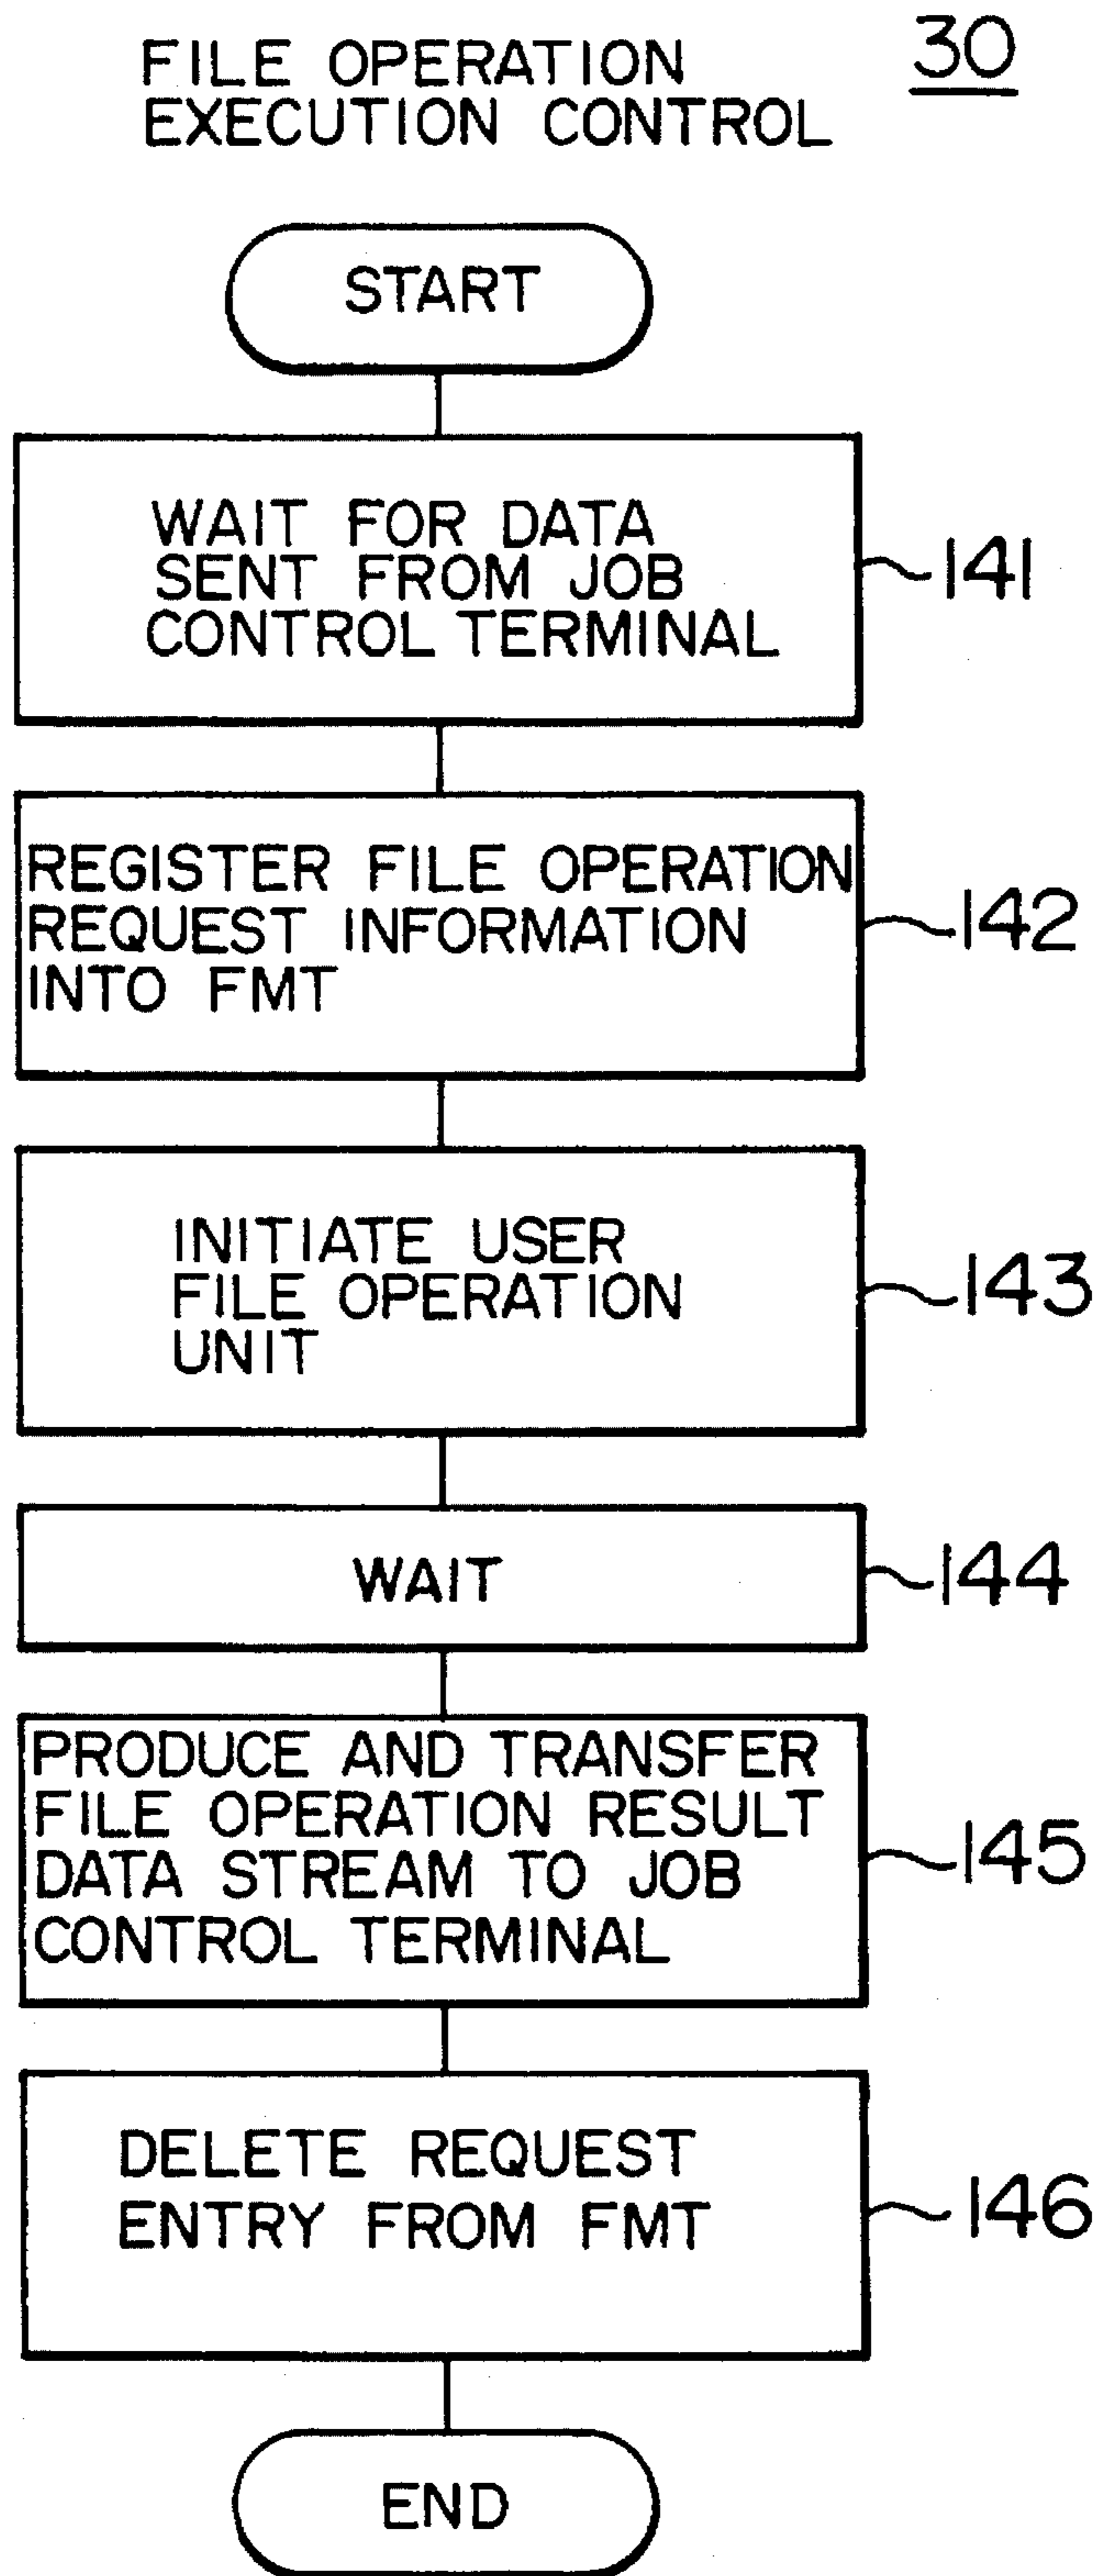 FILE OPERATION
EXECUTION CONTROL
30
START
WAIT FOR DATA
SENT FROM JOB
CONTROL TERMINAL
141
REGISTER FILE OPERATION
REQUEST INFORMATION
INTO FMT
142
INITIATE USER
FILE OPERATION
UNIT
143
WAIT
144
PRODUCE AND TRANSFER
FILE OPERATION RESULT
DATA STREAM TO JOB
CONTROL TERMINAL
145
DELETE REQUEST
ENTRY FROM FMT
146
END